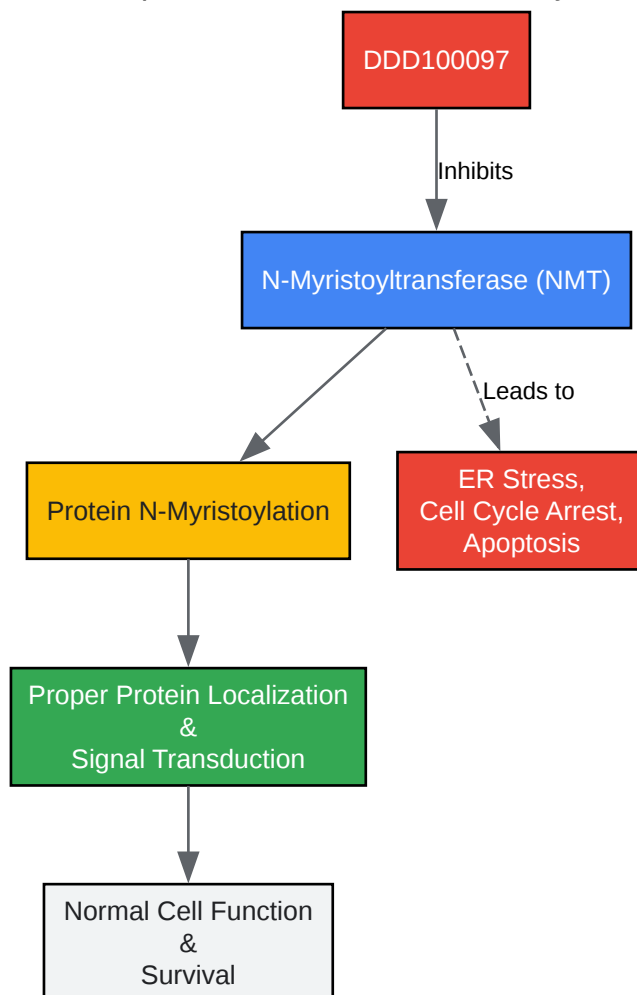 DDD100097
Inhibits
N-Myristoyltransferase (NMT)
Leads to
Protein N-Myristoylation
ER Stress,
Cell Cycle Arrest,
Apoptosis
Proper Protein Localization
&
Signal Transduction
Normal Cell Function
&
Survival